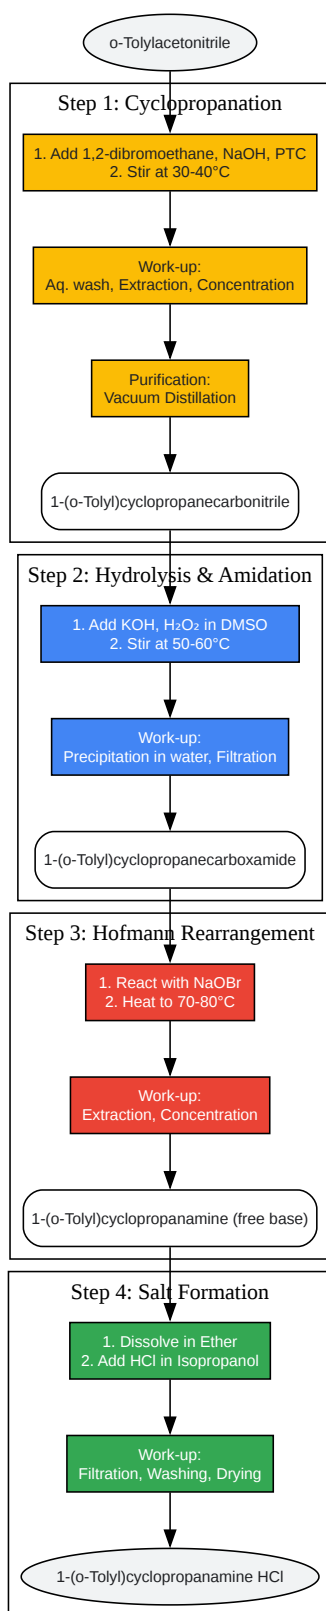 o-Tolylacetonitrile
Step 1: Cyclopropanation
1. Add 1,2-dibromoethane, NaOH, PTC
2. Stir at 30-40°C
Work-up:
Aq. wash, Extraction, Concentration
Purification:
Vacuum Distillation
1-(o-Tolyl)cyclopropanecarbonitrile
Step 2: Hydrolysis & Amidation
1. Add KOH, H₂O₂ in DMSO
2. Stir at 50-60°C
Work-up:
Precipitation in water, Filtration
1-(o-Tolyl)cyclopropanecarboxamide
Step 3: Hofmann Rearrangement
1. React with NaOBr
2. Heat to 70-80°C
Work-up:
Extraction, Concentration
1-(o-Tolyl)cyclopropanamine (free base)
Step 4: Salt Formation
1. Dissolve in Ether
2. Add HCl in Isopropanol
Work-up:
Filtration, Washing, Drying
1-(o-Tolyl)cyclopropanamine HCl